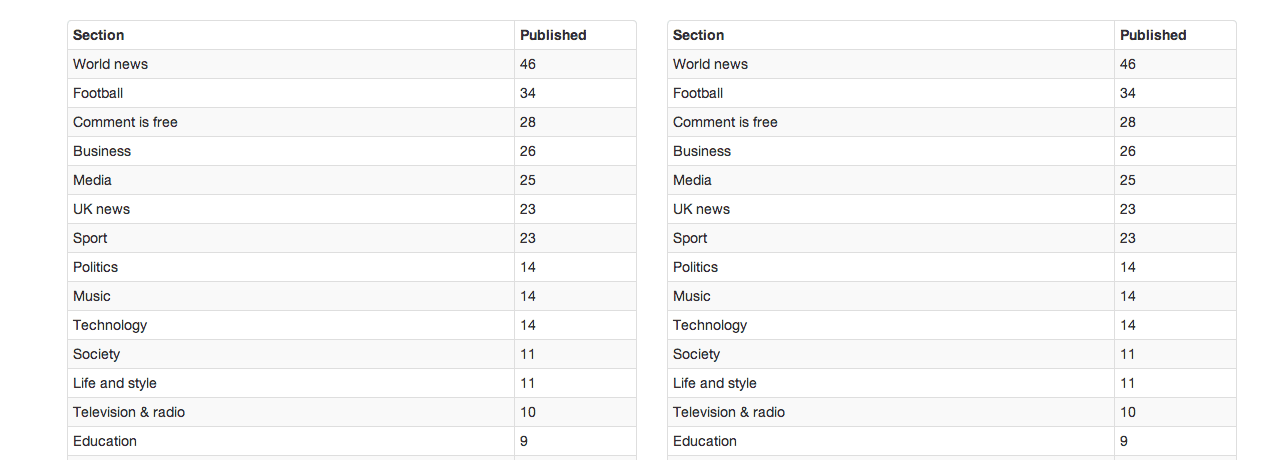 Section Published
World news 46
Football 34
Comment is free 28
Business 26
Media 25
UK news 23
Sport 23
Politics 14
Music 14
Technology 14
Society 11
Life and style 11
Television & radio 10
Education 9
Section Published
World news 46
Football 34
Comment is free 28
Business 26
Media 25
UK news 23
Sport 23
Politics 14
Music 14
Technology 14
Society 11
Life and style 11
Television & radio 10
Education 9